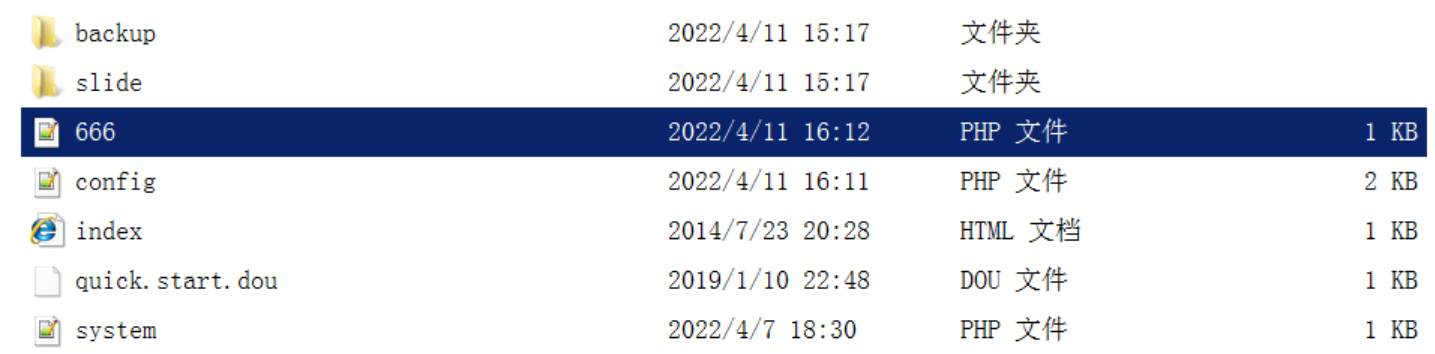 backup 2022/4/11 15:17 文件夹
slide 2022/4/11 15:17 文件夹
666 2022/4/11 16:12 PHP 文件 1 KB
config 2022/4/11 16:11 PHP 文件 2 KB
index 2014/7/23 20:28 HTML 文档 1 KB
quick.start.dou 2019/1/10 22:48 DOU 文件 1 KB
system 2022/4/7 18:30 PHP 文件 1 KB